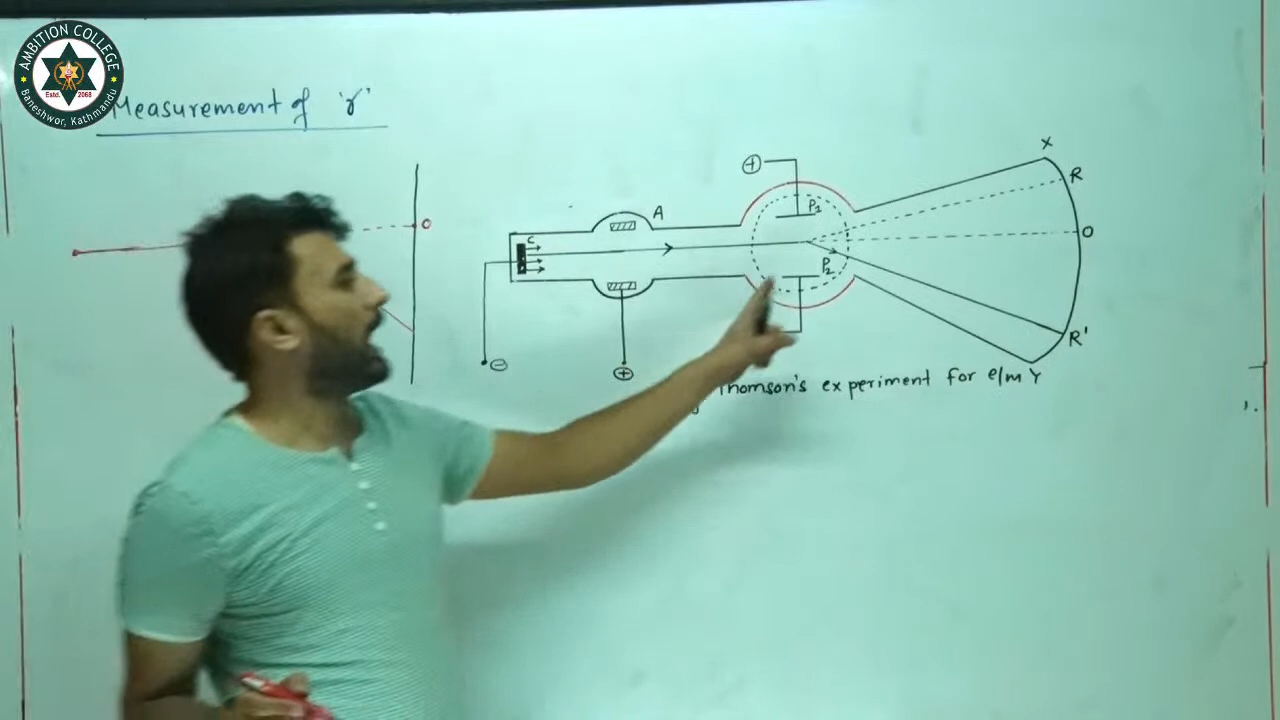 AMBITION COLLEGE
Estd. 2068
Baneshwor, Kathmandu
Measurement of 'r'
O
C
A
+
P1
P2
X
R
O
R'
-
+
Thomson's experiment for e/m Y